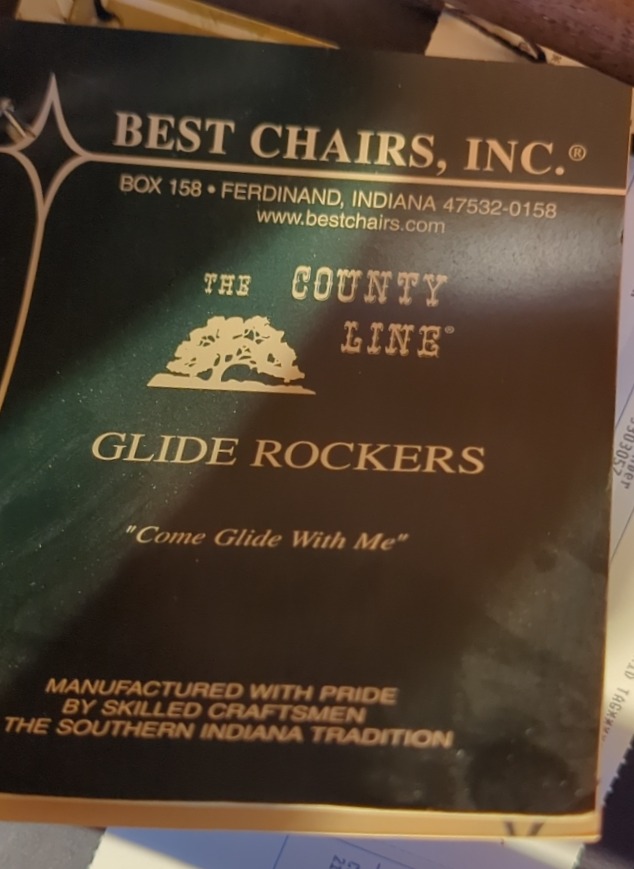 BEST CHAIRS, INC.®
BOX 158 • FERDINAND, INDIANA 47532-0158
www.bestchairs.com
THE COUNTY
LINE®
GLIDE ROCKERS
"Come Glide With Me"
MANUFACTURED WITH PRIDE
BY SKILLED CRAFTSMEN
THE SOUTHERN INDIANA TRADITION